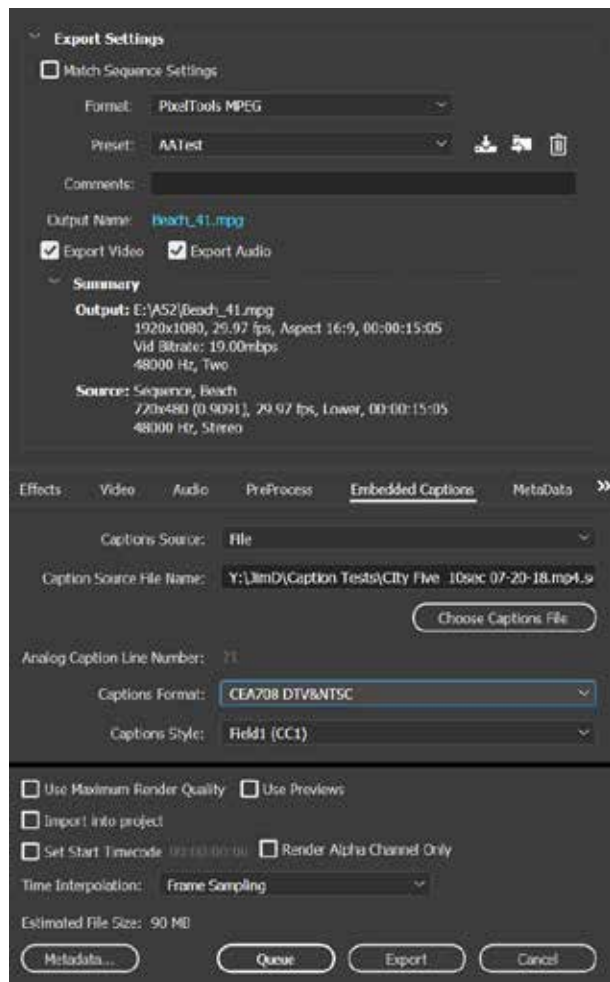 Export Settings
Match Sequence Settings
Format: PixelTools MPEG
Preset: AATest
Comments:
Output Name: Beach_41.mpg
Export Video Export Audio
Summary
Output: E:\A52\Beach_41.mpg
1920x1080, 29.97 fps, Aspect 16:9, 00:00:15:05
Vid Bitrate: 19.00mbps
48000 Hz, Two
Source: Sequence, Beach
720x480 (0.9091), 29.97 fps, Lower, 00:00:15:05
48000 Hz, Stereo
Effects Video Audio PreProcess Embedded Captions MetaData »
Captions Source: File
Caption Source File Name: Y:\JimD\Caption Tests\City Five 10sec 07-20-18.mp4.s
Choose Captions File
Analog Caption Line Number: 21
Captions Format: CEA708 DTV&NTSC
Captions Style: Field1 (CC1)
Use Maximum Render Quality Use Previews
Import into project
Set Start Timecode 00:00:00:00 Render Alpha Channel Only
Time Interpolation: Frame Sampling
Estimated File Size: 90 MB
Metadata... Queue Export Cancel